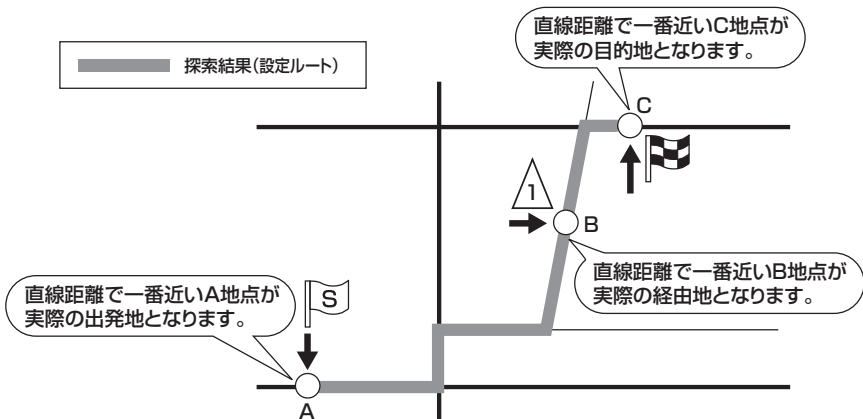 直線距離で一番近いC地点が
実際の目的地となります。
探索結果(設定ルート)
C
1
B
直線距離で一番近いB地点が
実際の経由地となります。
直線距離で一番近いA地点が
実際の出発地となります。
S
A